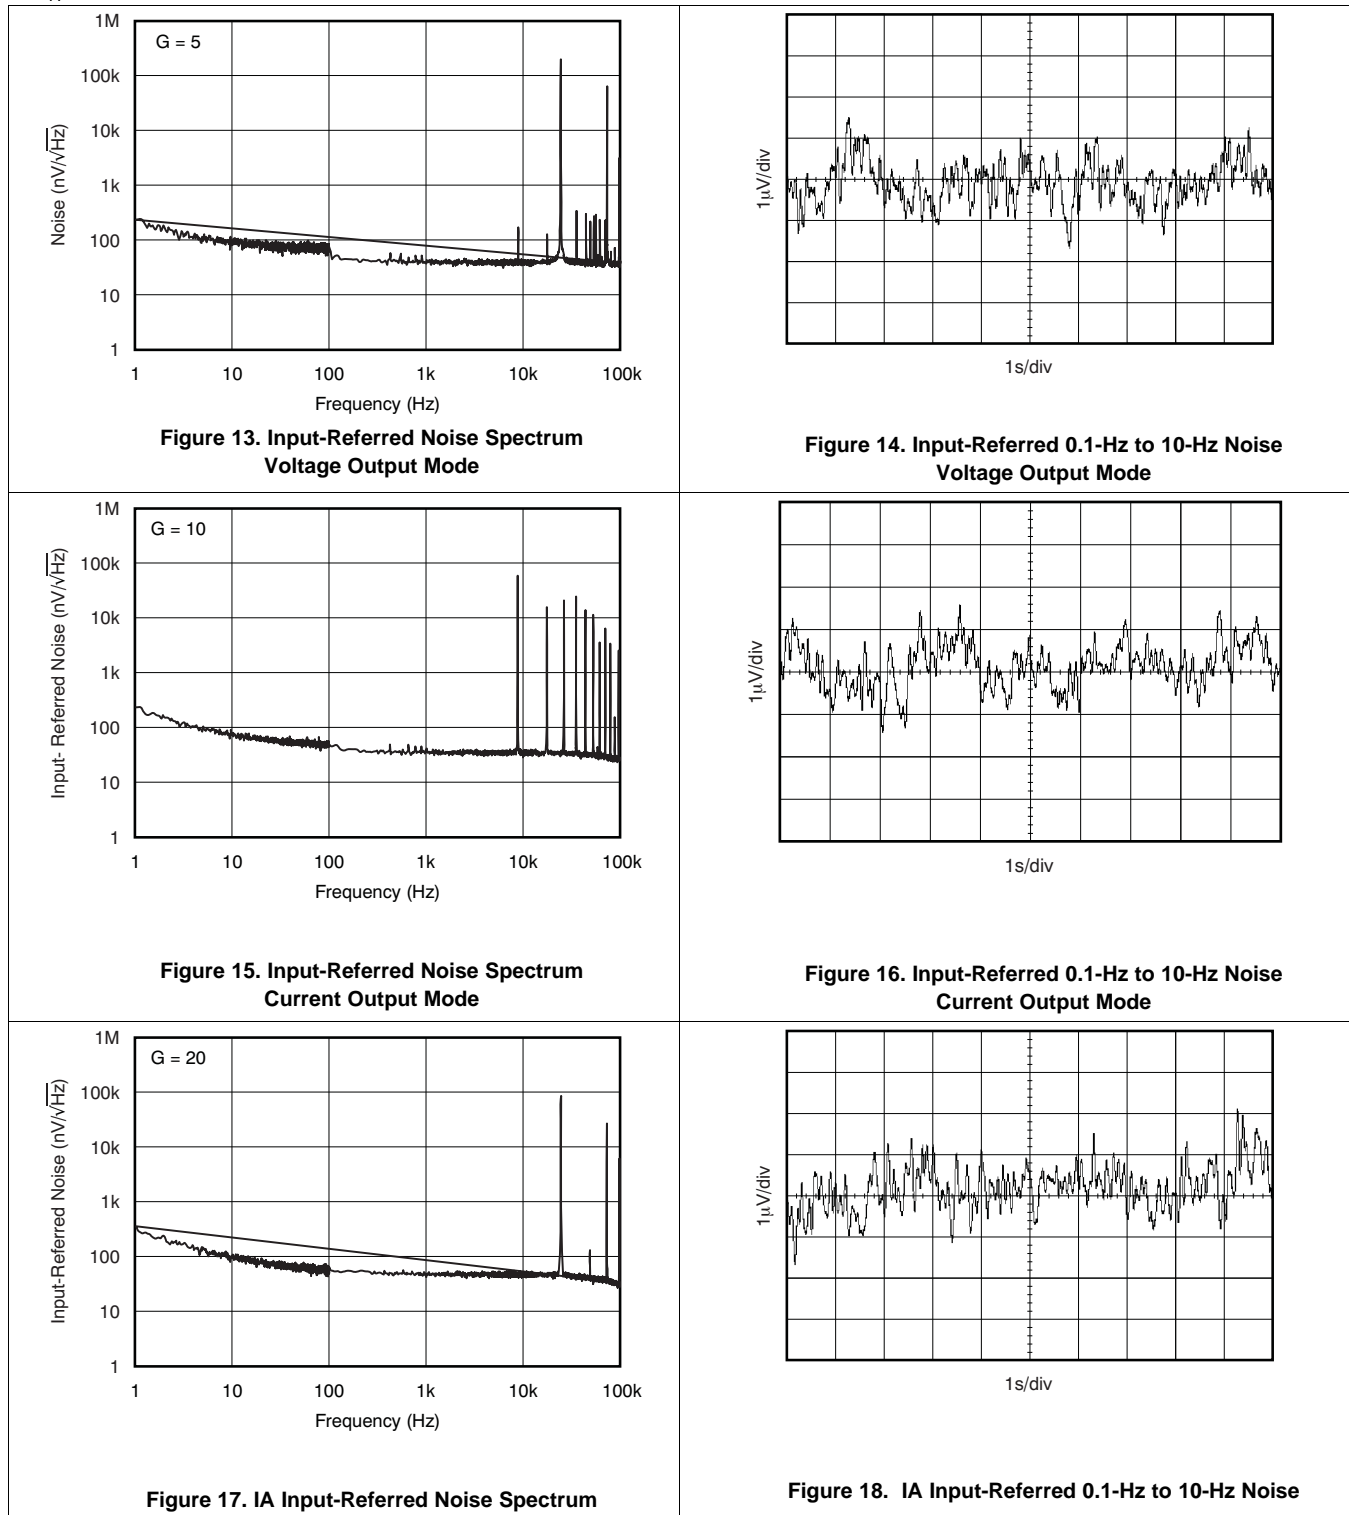 1M
G = 5
100k
10k
1k
100
10
1
Noise (nV/√Hz)
1 10 100 1k 10k 100k
Frequency (Hz)
Figure 13. Input-Referred Noise Spectrum
Voltage Output Mode
1μV/div
1s/div
Figure 14. Input-Referred 0.1-Hz to 10-Hz Noise
Voltage Output Mode
1M
G = 10
100k
10k
1k
100
10
1
Input- Referred Noise (nV/√Hz)
1 10 100 1k 10k 100k
Frequency (Hz)
Figure 15. Input-Referred Noise Spectrum
Current Output Mode
1μV/div
1s/div
Figure 16. Input-Referred 0.1-Hz to 10-Hz Noise
Current Output Mode
1M
G = 20
100k
10k
1k
100
10
1
Input-Referred Noise (nV/√Hz)
1 10 100 1k 10k 100k
Frequency (Hz)
Figure 17. IA Input-Referred Noise Spectrum
1μV/div
1s/div
Figure 18. IA Input-Referred 0.1-Hz to 10-Hz Noise